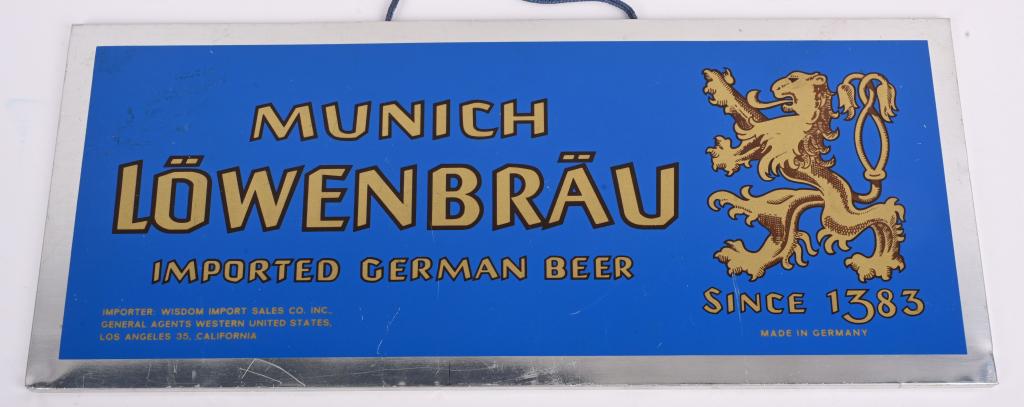 MUNICH
LÖWENBRÄU
IMPORTED GERMAN BEER
IMPORTER: WISDOM IMPORT SALES CO. INC.,
GENERAL AGENTS WESTERN UNITED STATES,
LOS ANGELES 35, CALIFORNIA
SINCE 1383
MADE IN GERMANY